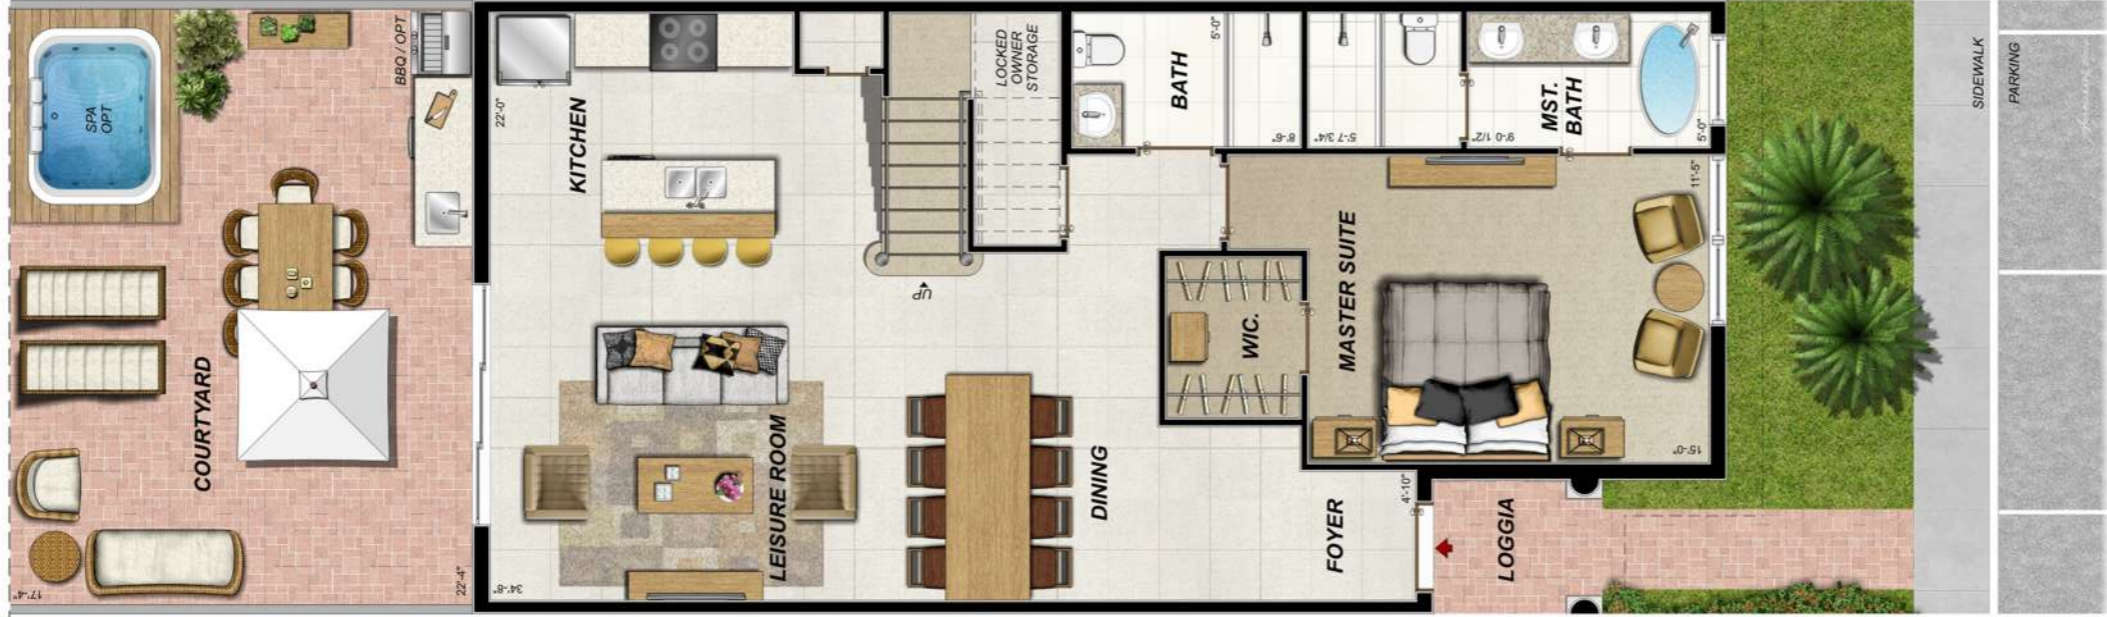 BBQ / OPT
SPA
OPT
COURTYARD
17'-4"
22'-4"
22'-0"
KITCHEN
LOCKED
OWNER
STORAGE
UP
LEISURE ROOM
34'-8"
DINING
BATH
5'-0"
8'-6"
5'-7 3/4"
9'-0 1/2"
MST.
BATH
5'-0"
11'-5"
MASTER SUITE
WIC.
15'-0"
4'-10"
FOYER
LOGGIA
SIDEWALK
PARKING